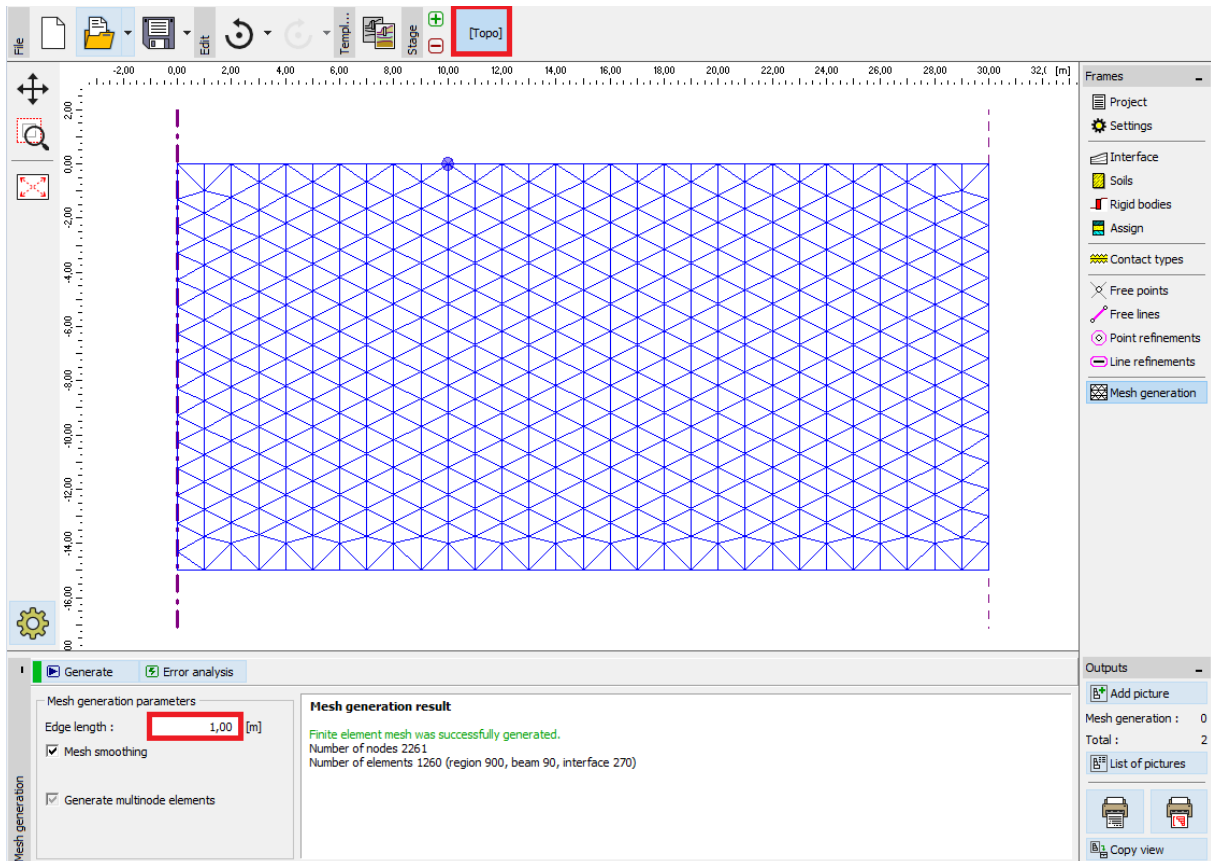 File
Edit
Templ...
Stage
[Topo]
-2,00 0,00 2,00 4,00 6,00 8,00 10,00 12,00 14,00 16,00 18,00 20,00 22,00 24,00 26,00 28,00 30,00 32,( [m]
2,00
0,00
-2,00
-4,00
-6,00
-8,00
-10,00
-12,00
-14,00
-16,00
00
Frames
Project
Settings
Interface
Soils
Rigid bodies
Assign
Contact types
Free points
Free lines
Point refinements
Line refinements
Mesh generation
Mesh generation
Generate Error analysis
Mesh generation parameters
Edge length : 1,00 [m]
Mesh smoothing
Generate multinode elements
Mesh generation result
Finite element mesh was successfully generated.
Number of nodes 2261
Number of elements 1260 (region 900, beam 90, interface 270)
Outputs
Add picture
Mesh generation : 0
Total : 2
List of pictures
Copy view